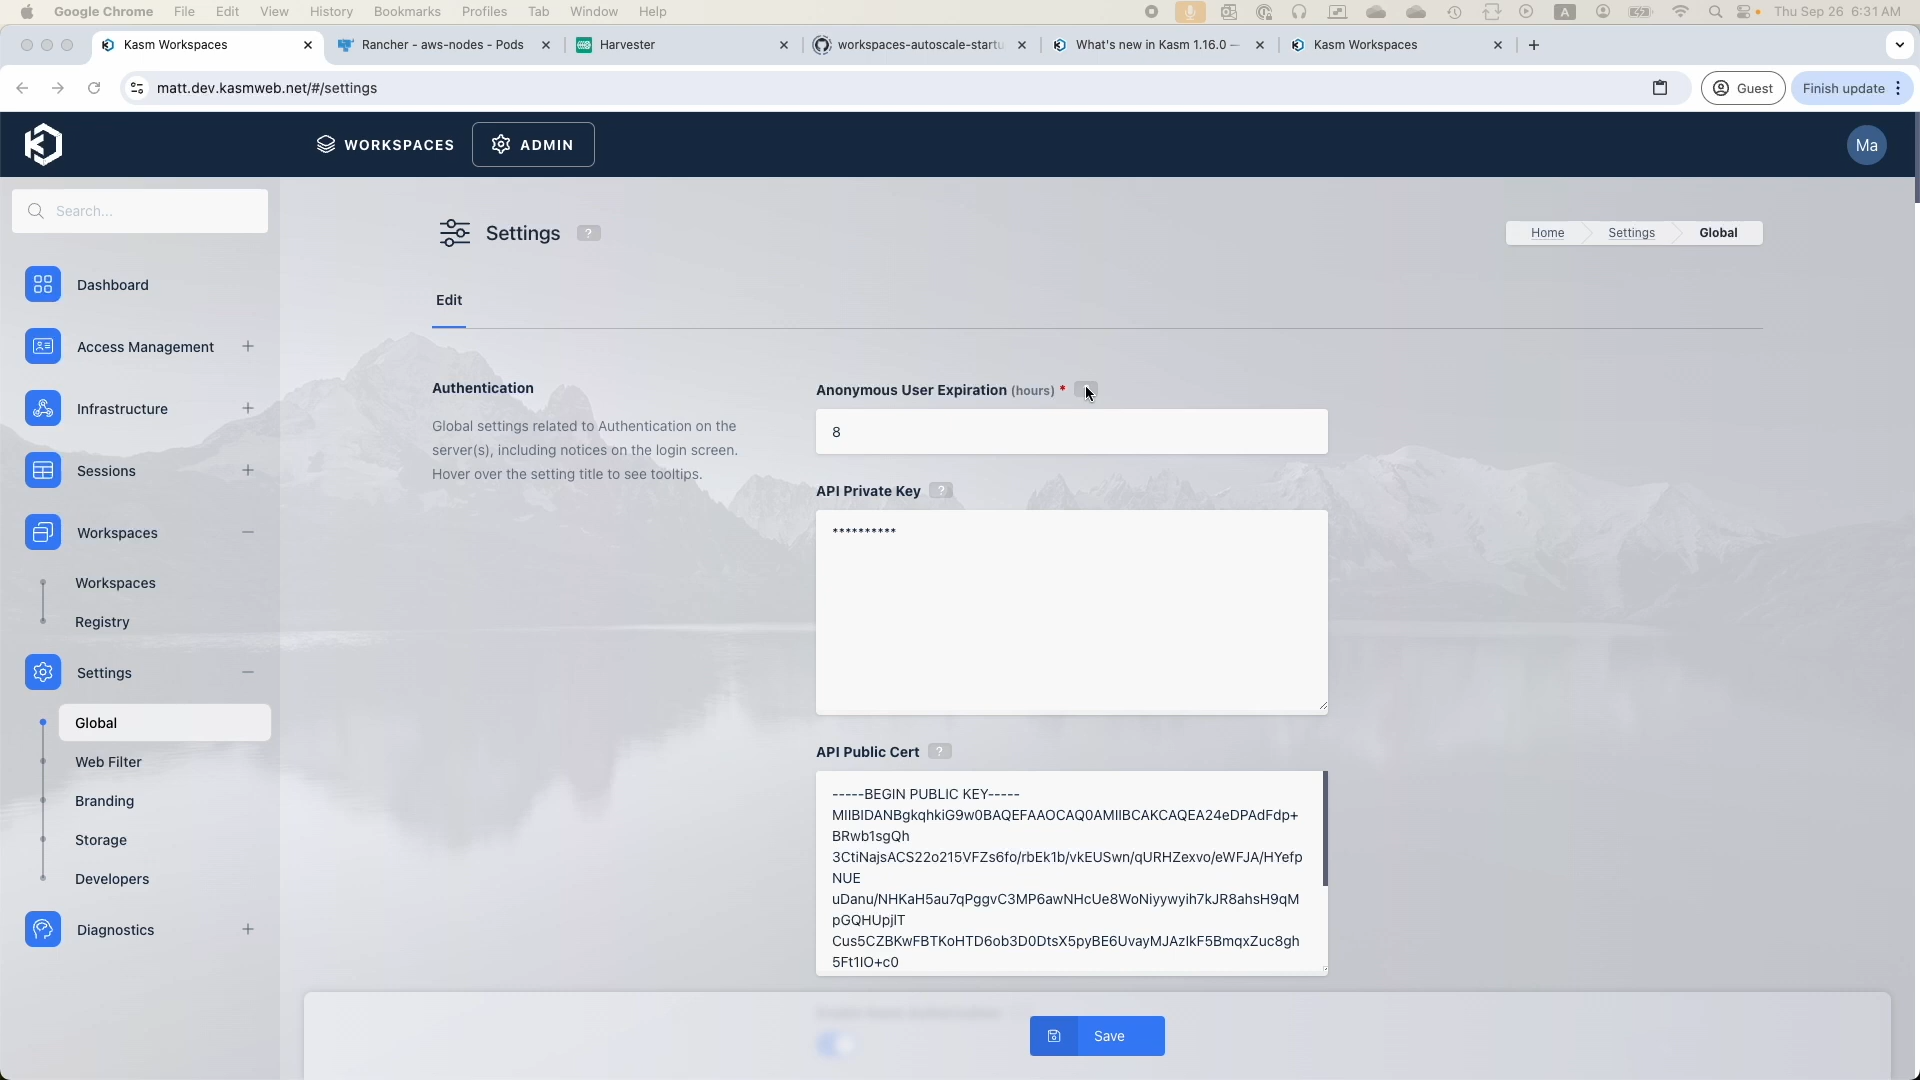 Google Chrome File Edit View History Bookmarks Profiles Tab Window Help A Thu Sep 26 6:31 AM
Kasm Workspaces Rancher - aws-nodes - Pods Harvester workspaces-autoscale-startu What's new in Kasm 1.16.0 — Kasm Workspaces
matt.dev.kasmweb.net/#/settings Guest Finish update
WORKSPACES ADMIN Ma
Search...
Settings ?
Home Settings Global
Dashboard
Edit
Access Management
Infrastructure
Sessions
Workspaces
Workspaces
Registry
Settings
Global
Web Filter
Branding
Storage
Developers
Diagnostics
Authentication
Global settings related to Authentication on the
server(s), including notices on the login screen.
Hover over the setting title to see tooltips.
Anonymous User Expiration (hours) *
8
API Private Key ?
**********
API Public Cert ?
-----BEGIN PUBLIC KEY-----
MIIBIDANBgkqhkiG9w0BAQEFAAOCAQ0AMIIBCAKCAQEA24eDPAdFdp+
BRwb1sgQh
3CtiNajsACS22o215VFZs6fo/rbEk1b/vkEUSwn/qURHZexvo/eWFJA/HYefp
NUE
uDanu/NHKaH5au7qPggvC3MP6awNHcUe8WoNiyywyih7kJR8ahsH9qM
pGQHUpjlT
Cus5CZBKwFBTKoHTD6ob3D0DtsX5pyBE6UvayMJAzlkF5BmqxZuc8gh
5Ft1lO+c0
Save